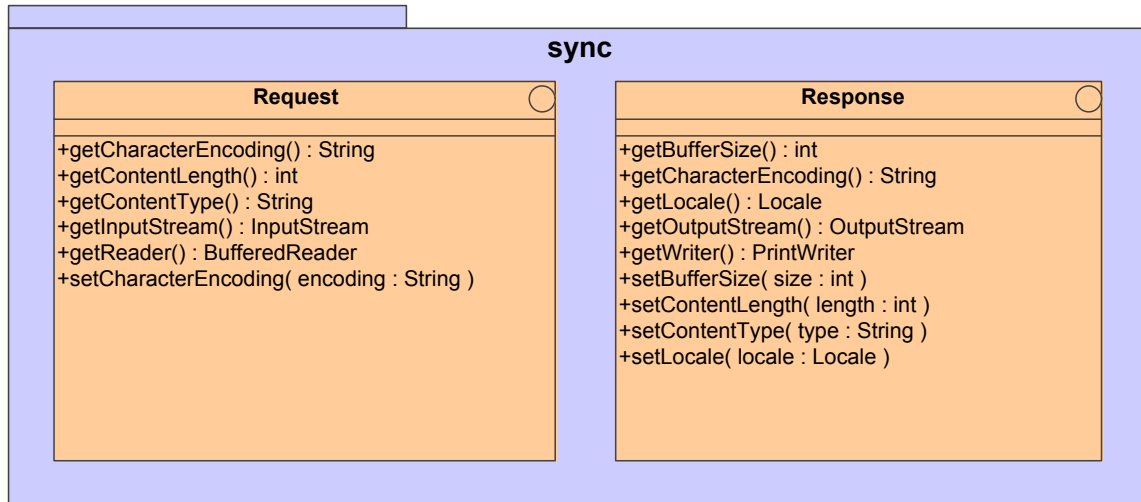 sync
Request
+getCharacterEncoding() : String
+getContentLength() : int
+getContentType() : String
+getInputStream() : InputStream
+getReader() : BufferedReader
+setCharacterEncoding( encoding : String )
Response
+getBufferSize() : int
+getCharacterEncoding() : String
+getLocale() : Locale
+getOutputStream() : OutputStream
+getWriter() : PrintWriter
+setBufferSize( size : int )
+setContentLength( length : int )
+setContentType( type : String )
+setLocale( locale : Locale )